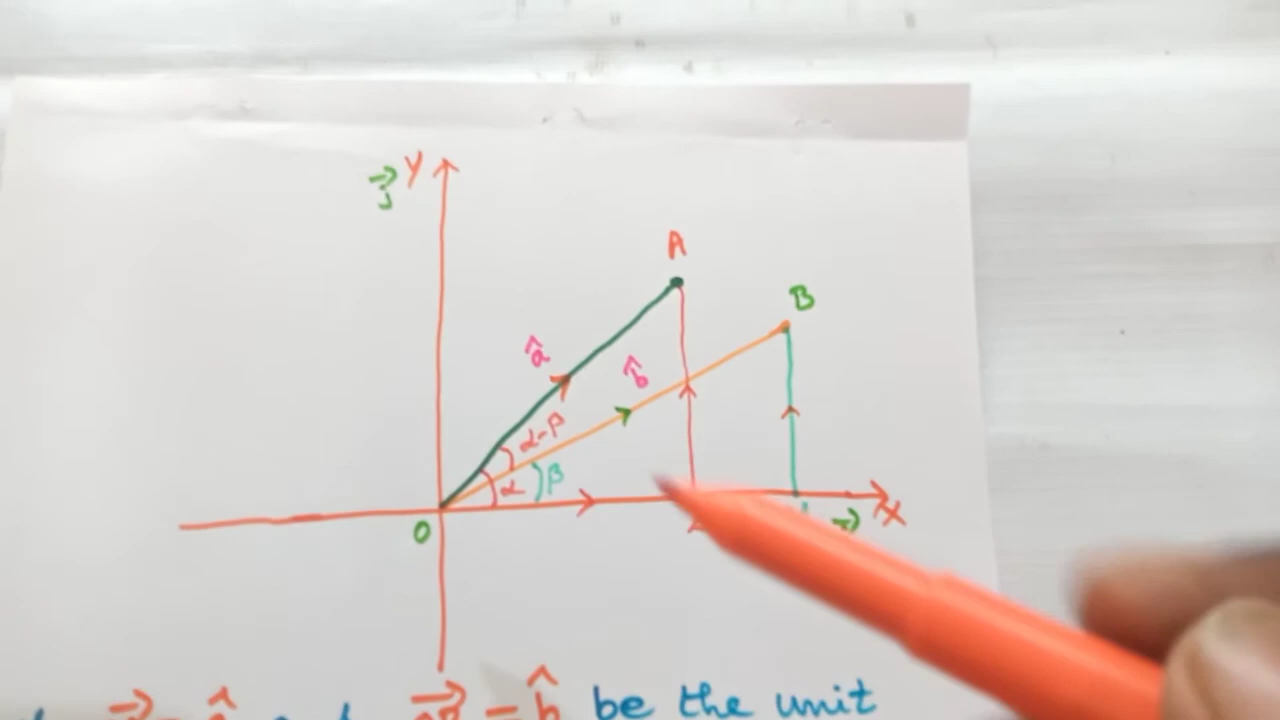 Y
j⃗
A
B
â
b̂
α-β
α
β
O
X
= â
= b̂ be the unit